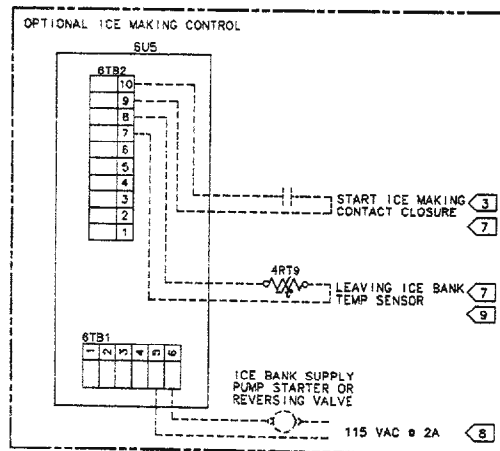 OPTIONAL ICE MAKING CONTROL
6U5
6TB2
10
9
8
7
6
5
4
3
2
1
START ICE MAKING
CONTACT CLOSURE
3
7
4RT9
LEAVING ICE BANK
TEMP SENSOR
7
9
6TB1
1 2 3 4 5 6
ICE BANK SUPPLY
PUMP STARTER OR
REVERSING VALVE
115 VAC @ 2A
8